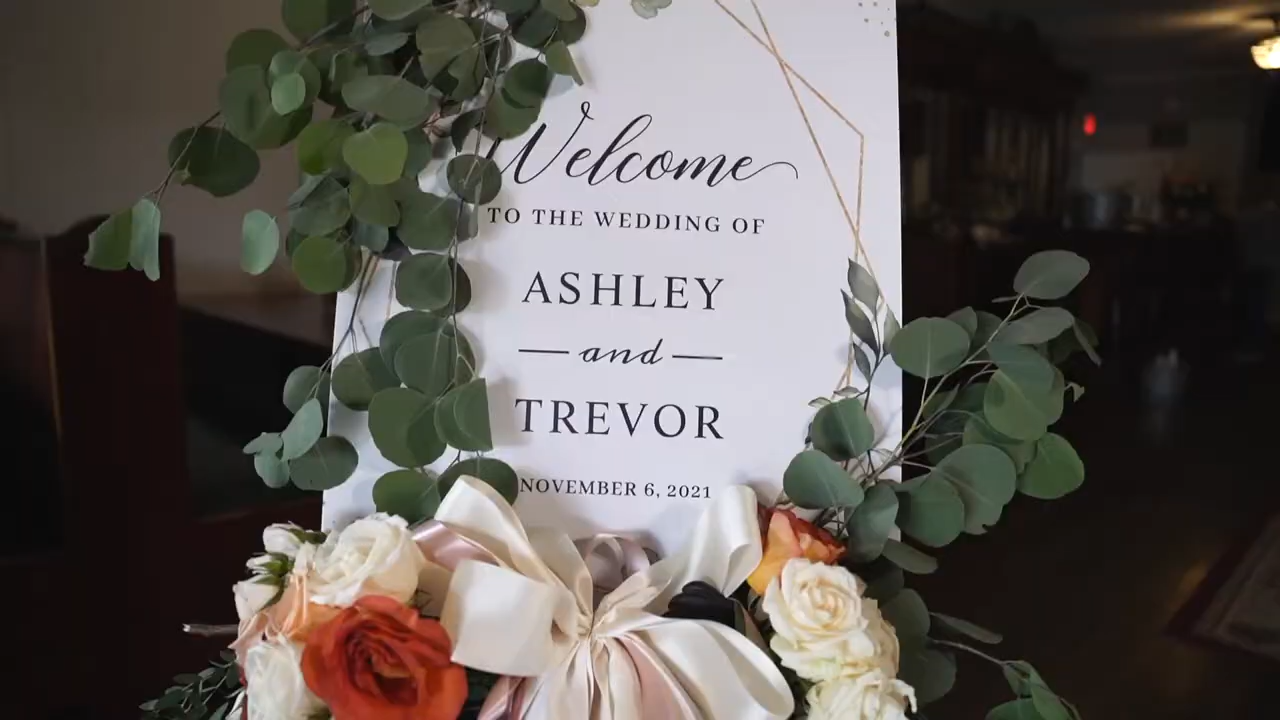 Welcome
TO THE WEDDING OF
ASHLEY
and
TREVOR
NOVEMBER 6, 2021